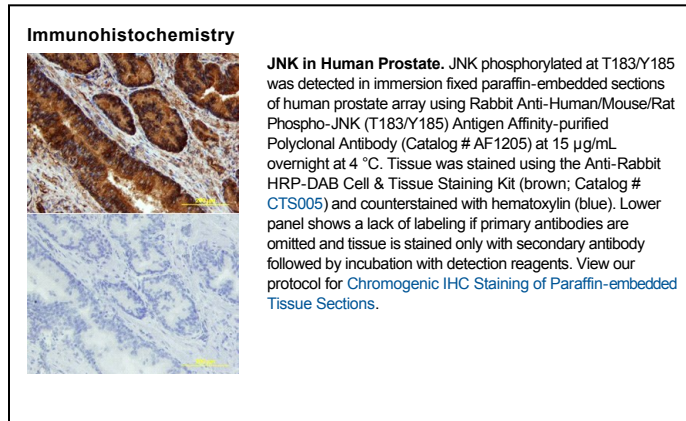 Immunohistochemistry
JNK in Human Prostate. JNK phosphorylated at T183/Y185
was detected in immersion fixed paraffin-embedded sections
of human prostate array using Rabbit Anti-Human/Mouse/Rat
Phospho-JNK (T183/Y185) Antigen Affinity-purified
Polyclonal Antibody (Catalog # AF1205) at 15 µg/mL
overnight at 4 °C. Tissue was stained using the Anti-Rabbit
HRP-DAB Cell & Tissue Staining Kit (brown; Catalog #
CTS005) and counterstained with hematoxylin (blue). Lower
panel shows a lack of labeling if primary antibodies are
omitted and tissue is stained only with secondary antibody
followed by incubation with detection reagents. View our
protocol for Chromogenic IHC Staining of Paraffin-embedded
Tissue Sections.